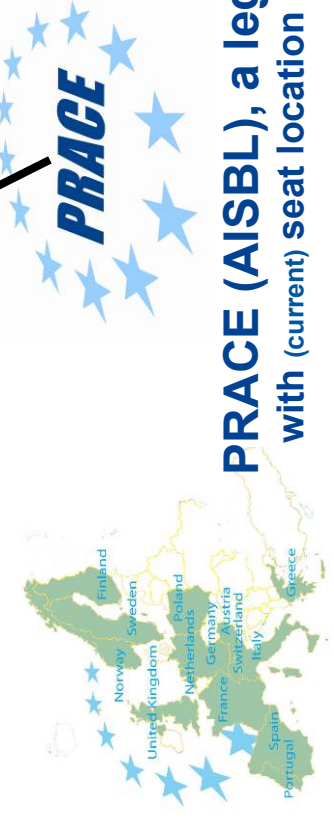 PRACE
PRACE (AISBL), a leg
with (current) seat location
Finland
Sweden
Norway
United Kingdom
Poland
Netherlands
Germany
Austria
Switzerland
France
Italy
Greece
Spain
Portugal